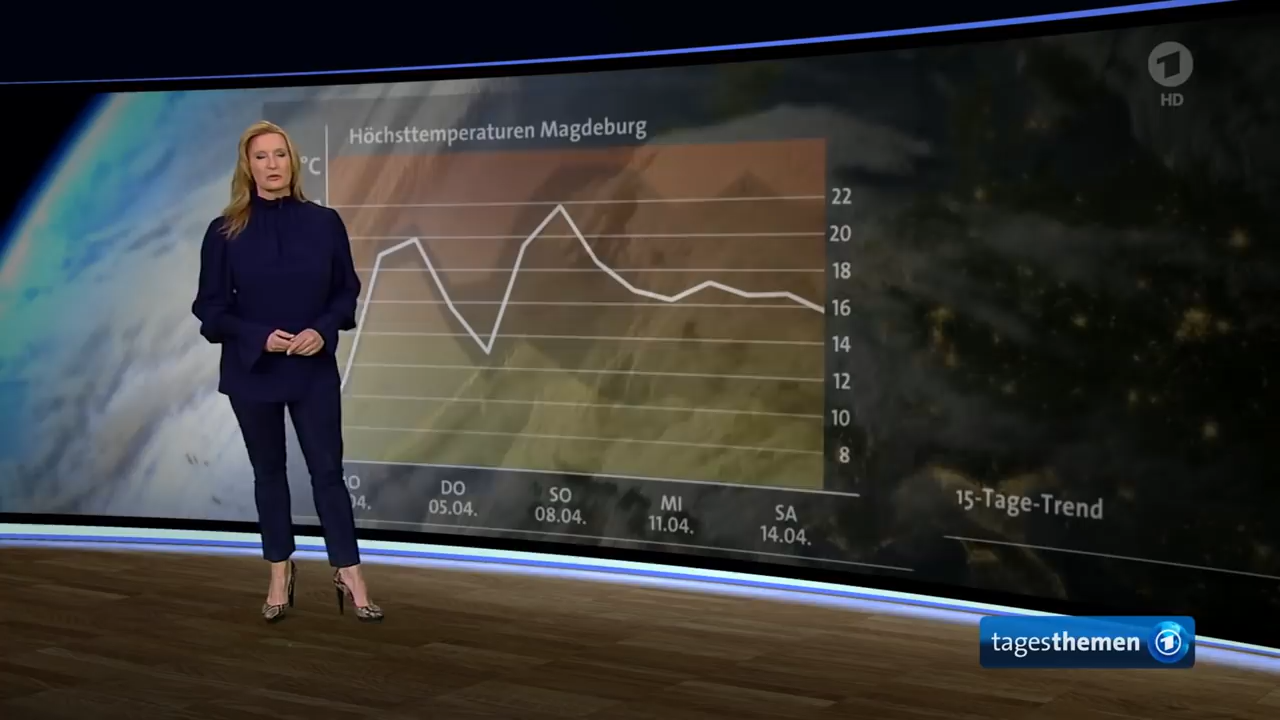 HD
Höchsttemperaturen Magdeburg
°C
22
20
18
16
14
12
10
8
O
04.
DO
05.04.
SO
08.04.
MI
11.04.
SA
14.04.
15-Tage-Trend
tagesthemen